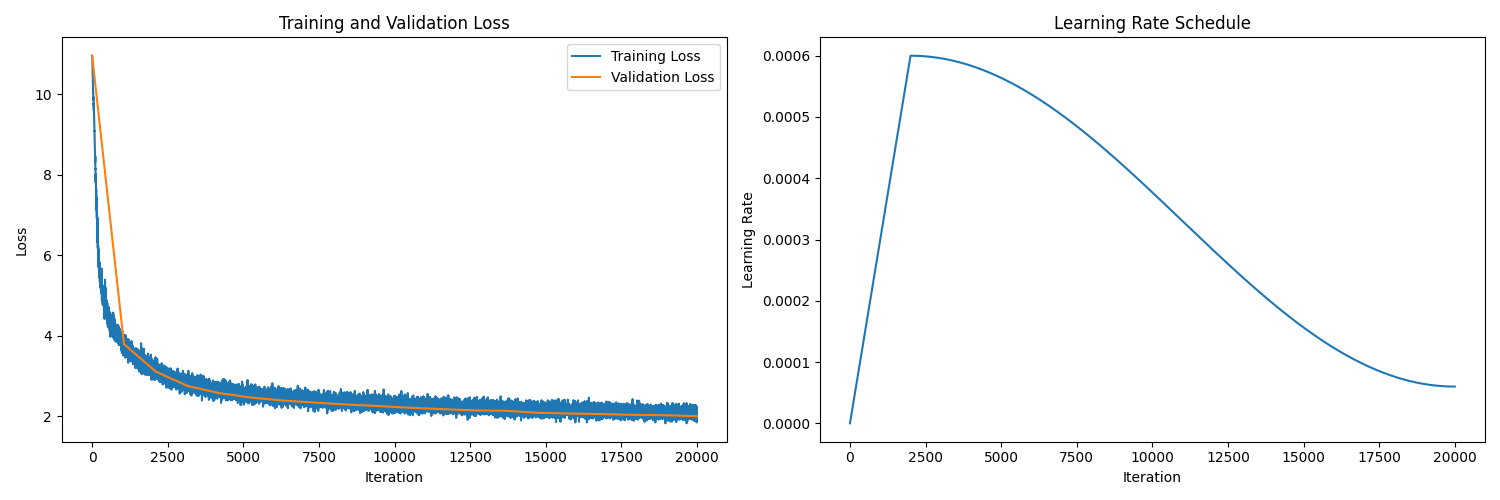 Training and Validation Loss
Training Loss
Validation Loss
10
8
6
4
2
Loss
0 2500 5000 7500 10000 12500 15000 17500 20000
Iteration
Learning Rate Schedule
0.0006
0.0005
0.0004
0.0003
0.0002
0.0001
0.0000
Learning Rate
0 2500 5000 7500 10000 12500 15000 17500 20000
Iteration